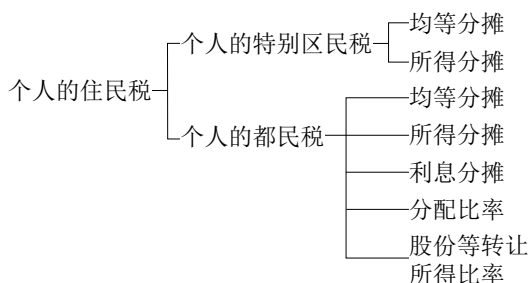 个人的住民税
个人的特别区民税
均等分摊
所得分摊
个人的都民税
均等分摊
所得分摊
利息分摊
分配比率
股份等转让
所得比率